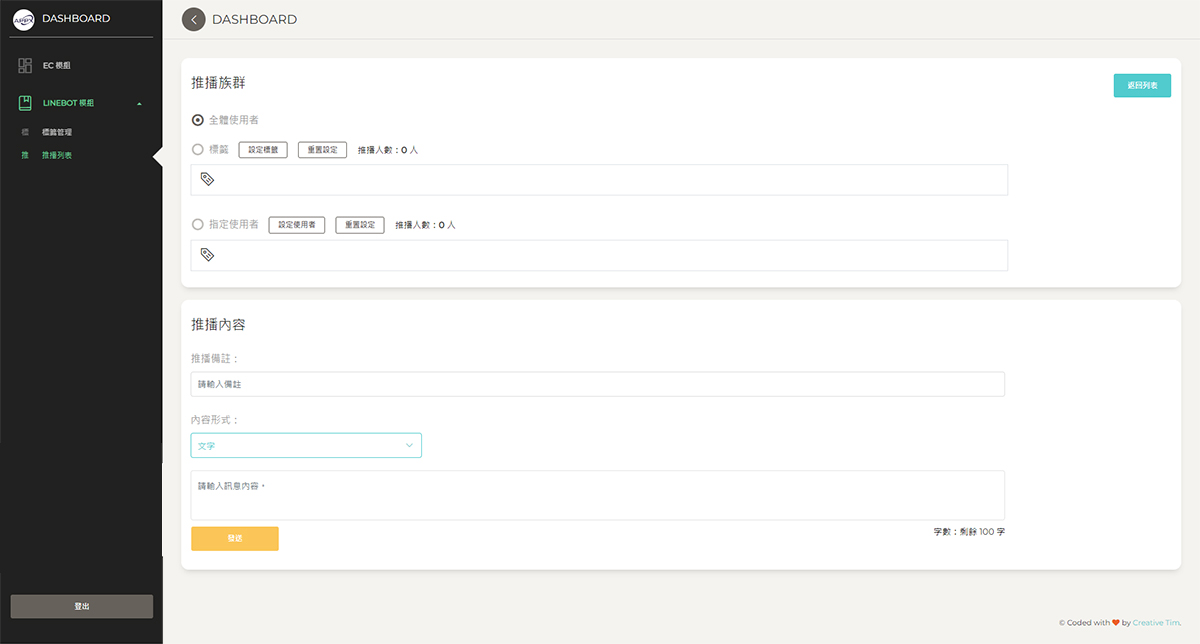 APPX DASHBOARD
DASHBOARD
EC 模組
LINEBOT 模組
標 標籤管理
推 推播列表
登出
推播族群
返回列表
全體使用者
標籤 設定標籤 重置設定 推播人數：0 人
指定使用者 設定使用者 重置設定 推播人數：0 人
推播內容
推播備註：
請輸入備註
內容形式：
文字
請輸入訊息內容。
發送
字數：剩餘 100 字
© Coded with ❤ by Creative Tim.